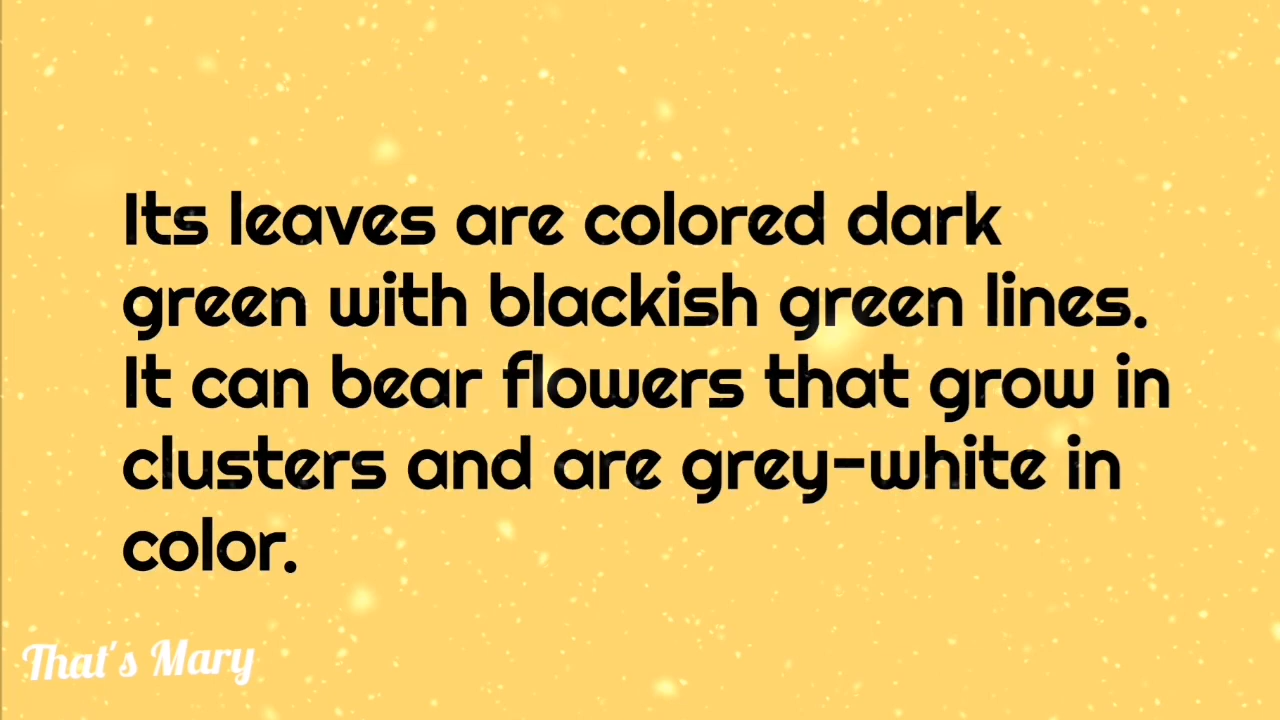 Its leaves are colored dark
green with blackish green lines.
It can bear flowers that grow in
clusters and are grey-white in
color.
That's Mary